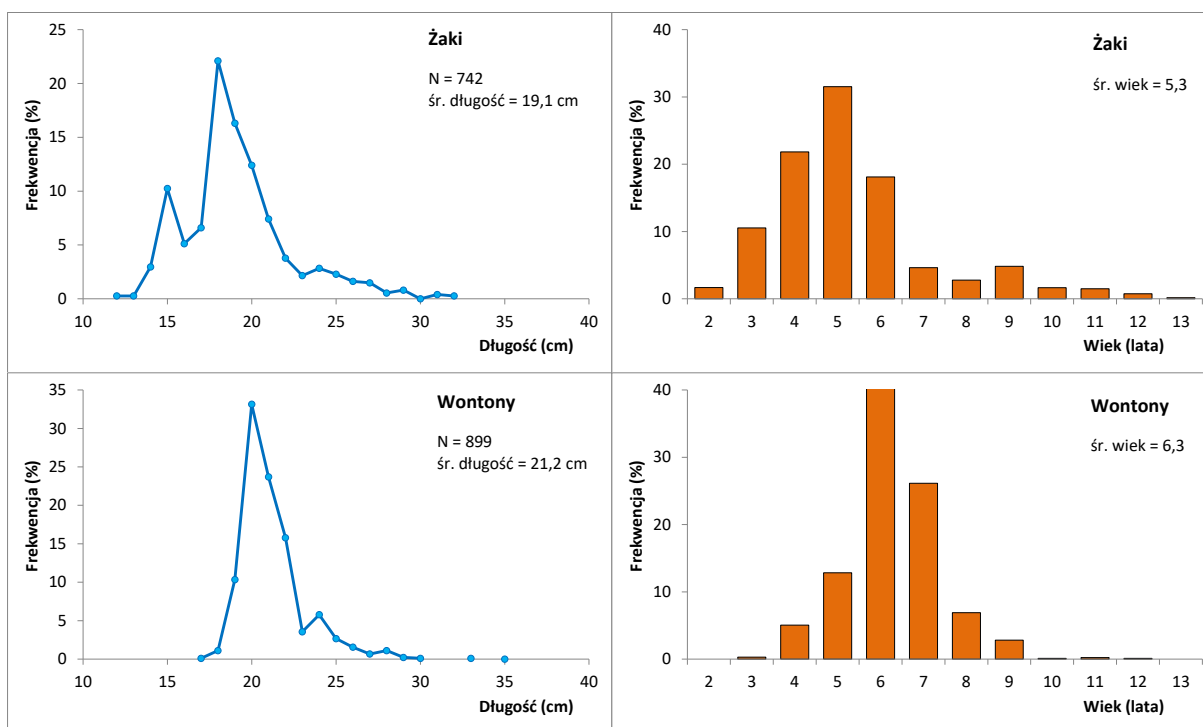 Żaki
N = 742
śr. długość = 19,1 cm
Frekwencja (%)
25
20
15
10
5
0
10 15 20 25 30 35 40
Długość (cm)
Żaki
śr. wiek = 5,3
Frekwencja (%)
40
30
20
10
0
2 3 4 5 6 7 8 9 10 11 12 13
Wiek (lata)
Wontony
N = 899
śr. długość = 21,2 cm
Frekwencja (%)
35
30
25
20
15
10
5
0
10 15 20 25 30 35 40
Długość (cm)
Wontony
śr. wiek = 6,3
Frekwencja (%)
40
30
20
10
0
2 3 4 5 6 7 8 9 10 11 12 13
Wiek (lata)